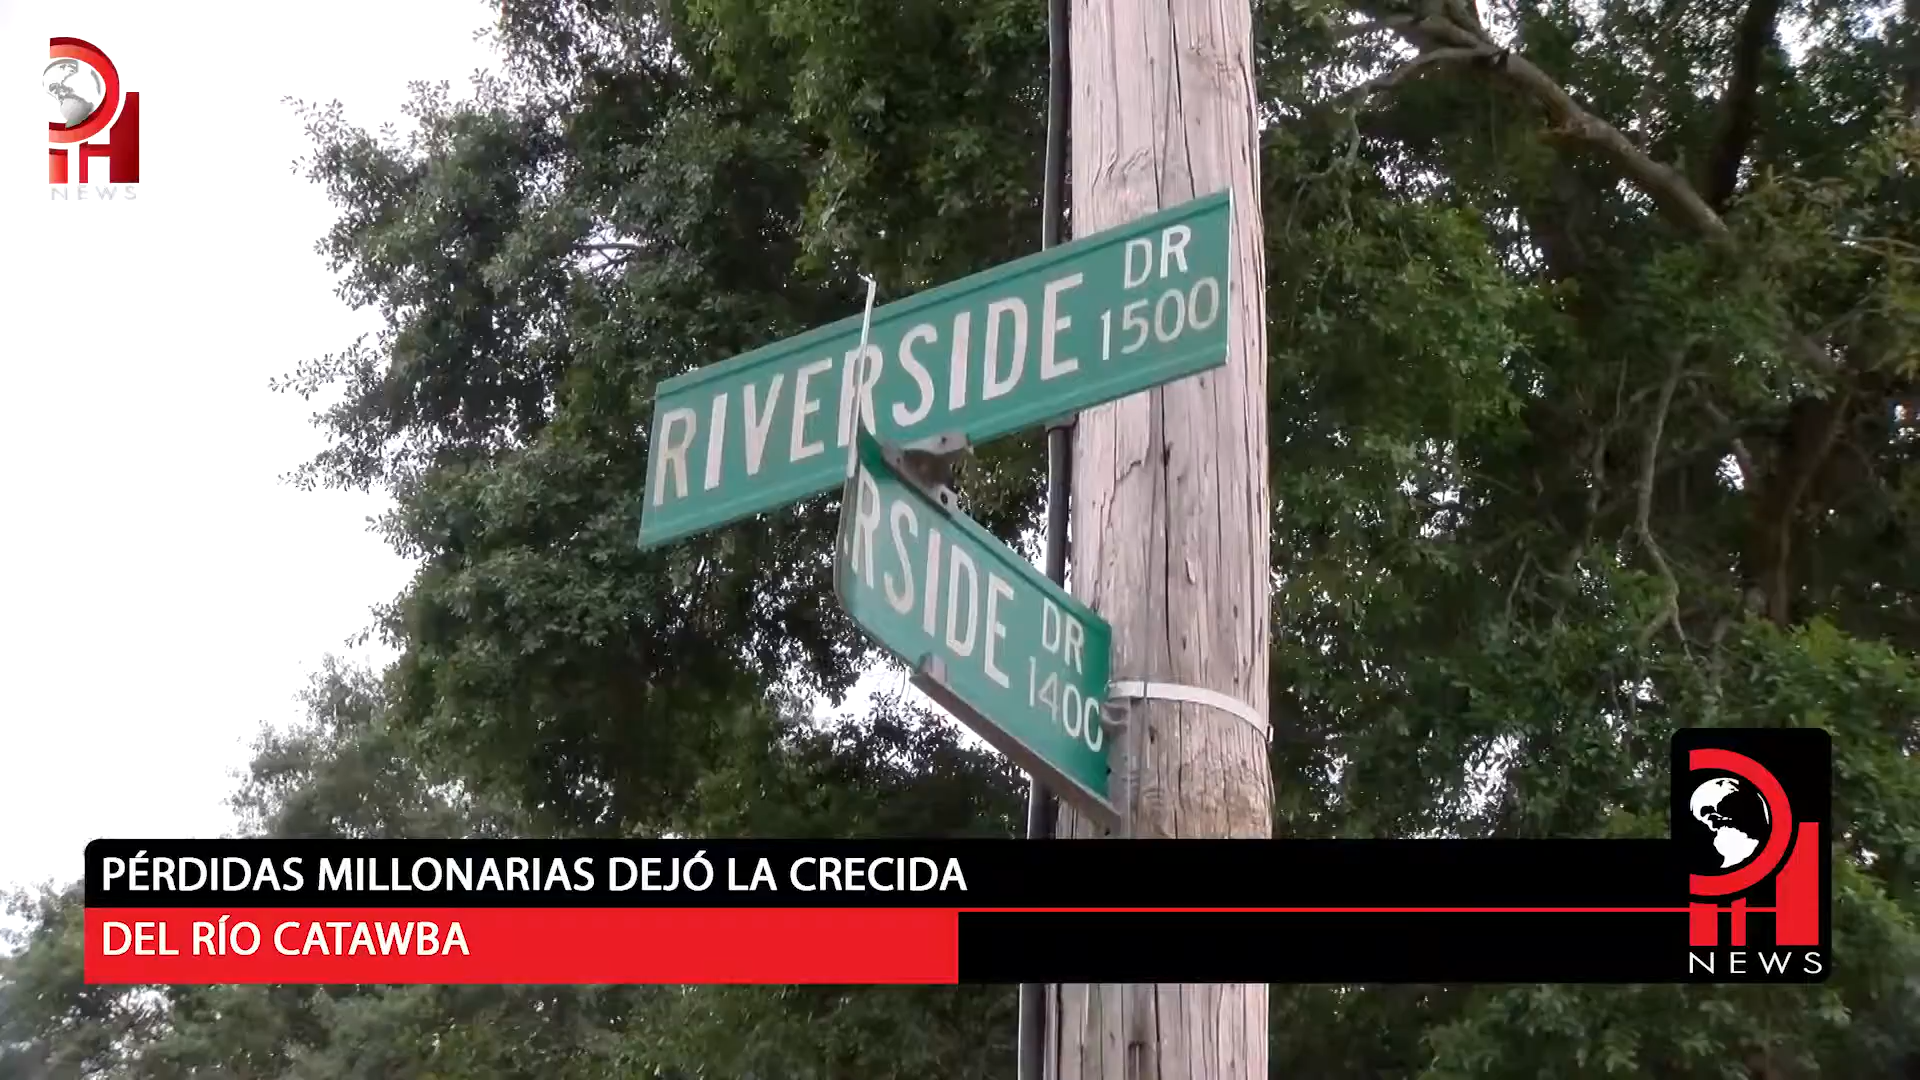 NEWS
RIVERSIDE DR
1500
RSIDE DR
1400
PÉRDIDAS MILLONARIAS DEJÓ LA CRECIDA
DEL RÍO CATAWBA
NEWS